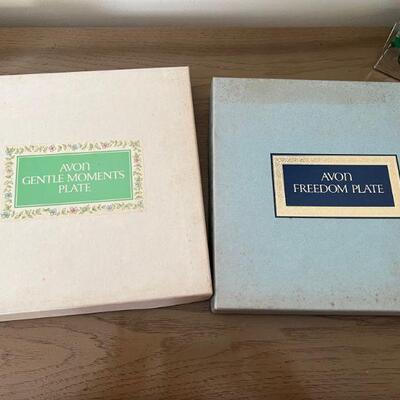 AVON
GENTLE MOMENTS
PLATE
AVON
FREEDOM PLATE